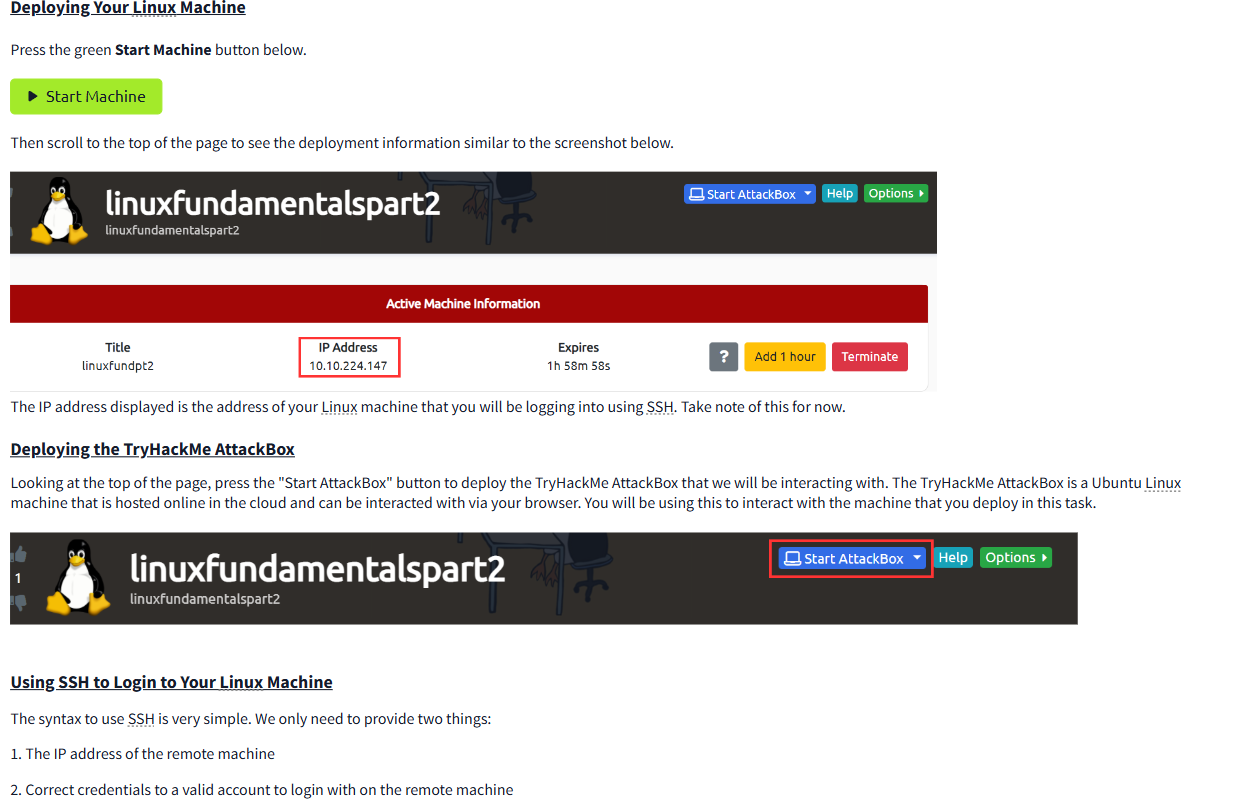 Deploying Your Linux Machine
Press the green Start Machine button below.
Start Machine
Then scroll to the top of the page to see the deployment information similar to the screenshot below.
linuxfundamentalspart2
linuxfundamentalspart2
Start AttackBox
Help
Options
Active Machine Information
Title
linuxfundpt2
IP Address
10.10.224.147
Expires
1h 58m 58s
?
Add 1 hour
Terminate
The IP address displayed is the address of your Linux machine that you will be logging into using SSH. Take note of this for now.
Deploying the TryHackMe AttackBox
Looking at the top of the page, press the "Start AttackBox" button to deploy the TryHackMe AttackBox that we will be interacting with. The TryHackMe AttackBox is a Ubuntu Linux
machine that is hosted online in the cloud and can be interacted with via your browser. You will be using this to interact with the machine that you deploy in this task.
1
linuxfundamentalspart2
linuxfundamentalspart2
Start AttackBox
Help
Options
Using SSH to Login to Your Linux Machine
The syntax to use SSH is very simple. We only need to provide two things:
1. The IP address of the remote machine
2. Correct credentials to a valid account to login with on the remote machine